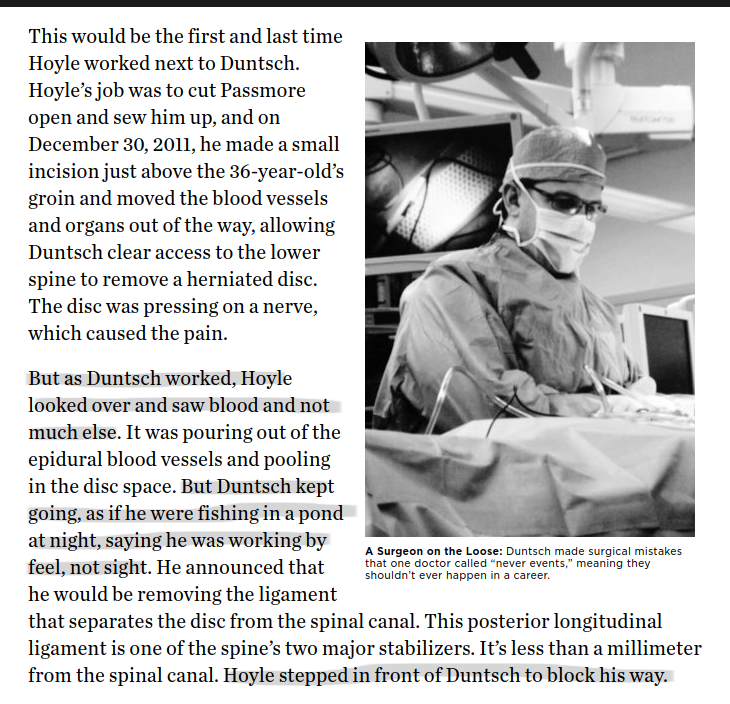 This would be the first and last time
Hoyle worked next to Duntsch.
Hoyle’s job was to cut Passmore
open and sew him up, and on
December 30, 2011, he made a small
incision just above the 36-year-old’s
groin and moved the blood vessels
and organs out of the way, allowing
Duntsch clear access to the lower
spine to remove a herniated disc.
The disc was pressing on a nerve,
which caused the pain.
But as Duntsch worked, Hoyle
looked over and saw blood and not
much else. It was pouring out of the
epidural blood vessels and pooling
in the disc space. But Duntsch kept
going, as if he were fishing in a pond
at night, saying he was working by
feel, not sight. He announced that
he would be removing the ligament
that separates the disc from the spinal canal. This posterior longitudinal
ligament is one of the spine’s two major stabilizers. It’s less than a millimeter
from the spinal canal. Hoyle stepped in front of Duntsch to block his way.
A Surgeon on the Loose: Duntsch made surgical mistakes
that one doctor called “never events,” meaning they
shouldn’t ever happen in a career.